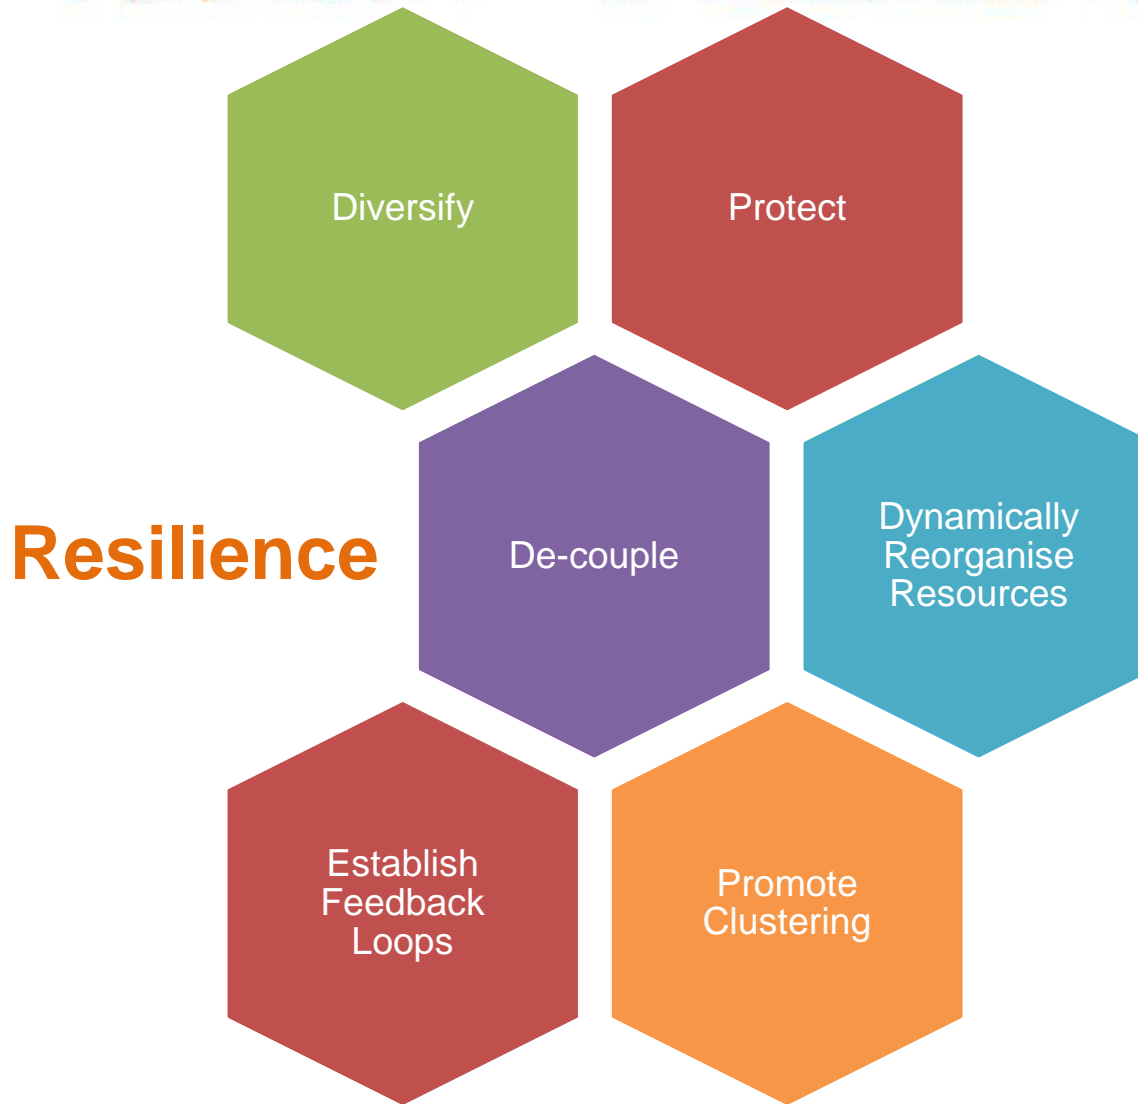 Diversify
Protect
Resilience
De-couple
Dynamically
Reorganise
Resources
Establish
Feedback
Loops
Promote
Clustering